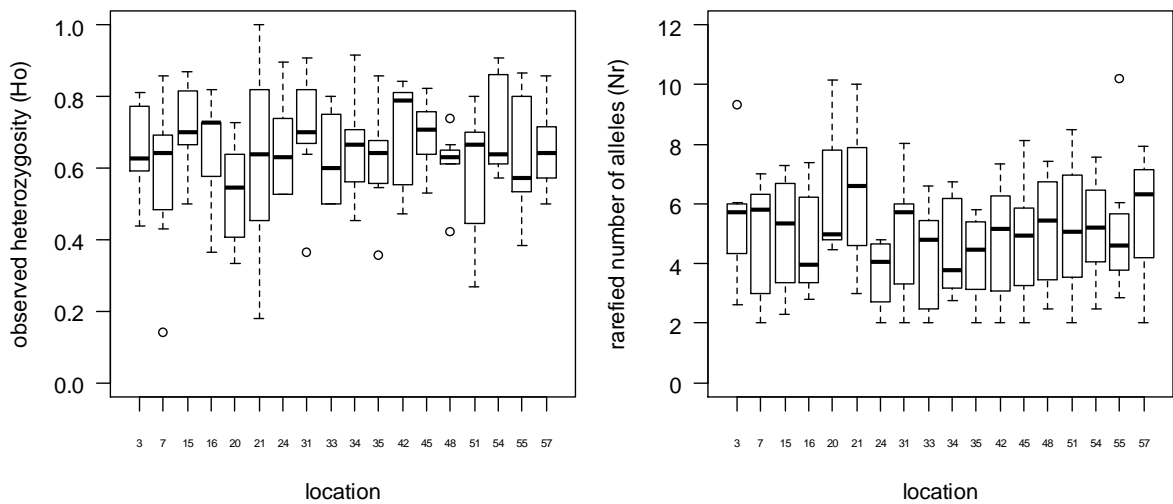 observed heterozygosity (Ho)
1.0
0.8
0.6
0.4
0.2
0.0
3 7 15 16 20 21 24 31 33 34 35 42 45 48 51 54 55 57
location
rarefied number of alleles (Nr)
12
10
8
6
4
2
0
3 7 15 16 20 21 24 31 33 34 35 42 45 48 51 54 55 57
location